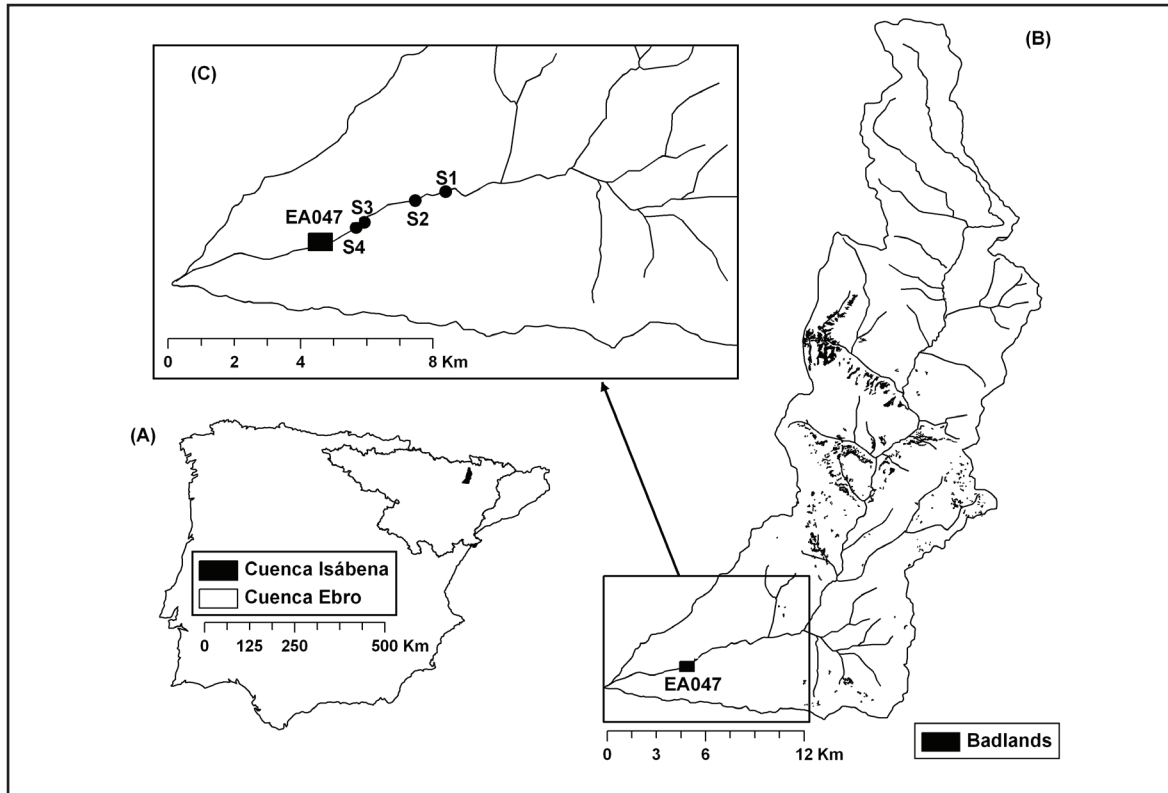 (B)
(C)
S1
S2
S3
S4
EA047
0 2 4 8 Km
(A)
Cuenca Isábena
Cuenca Ebro
0 125 250 500 Km
EA047
0 3 6 12 Km
Badlands